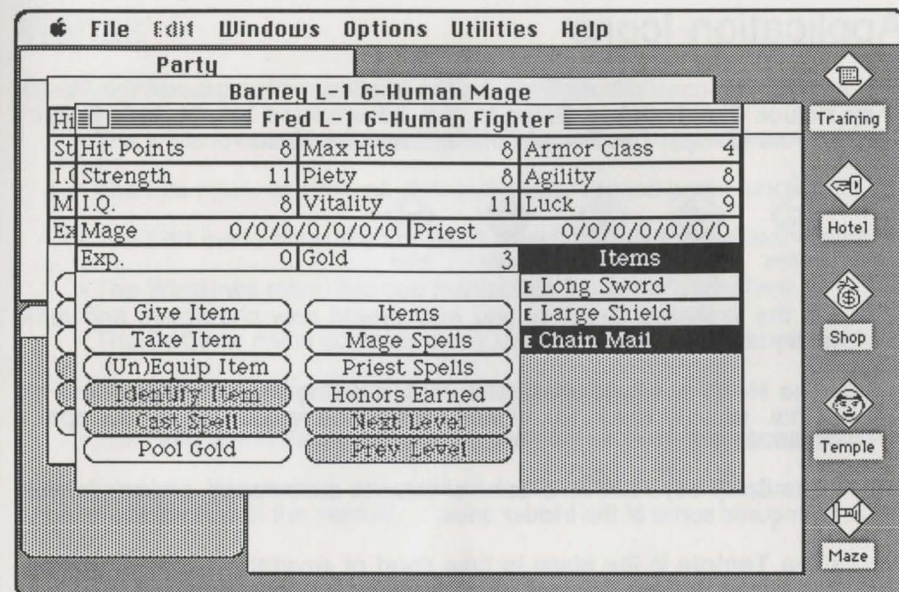 File Edit Windows Options Utilities Help
Party
Barney L-1 G-Human Mage
Hi
Fred L-1 G-Human Fighter
St
Hit Points 8 Max Hits 8 Armor Class 4
I.Q
Strength 11 Piety 8 Agility 8
M
I.Q. 8 Vitality 11 Luck 9
Ex
Mage 0/0/0/0/0/0/0 Priest 0/0/0/0/0/0/0
Exp. 0 Gold 3 Items
E Long Sword
E Large Shield
E Chain Mail
Give Item Items
Take Item Mage Spells
(Un)Equip Item Priest Spells
Identify Item Honors Earned
Cast Spell Next Level
Pool Gold Prev Level
Training
Hotel
Shop
Temple
Maze